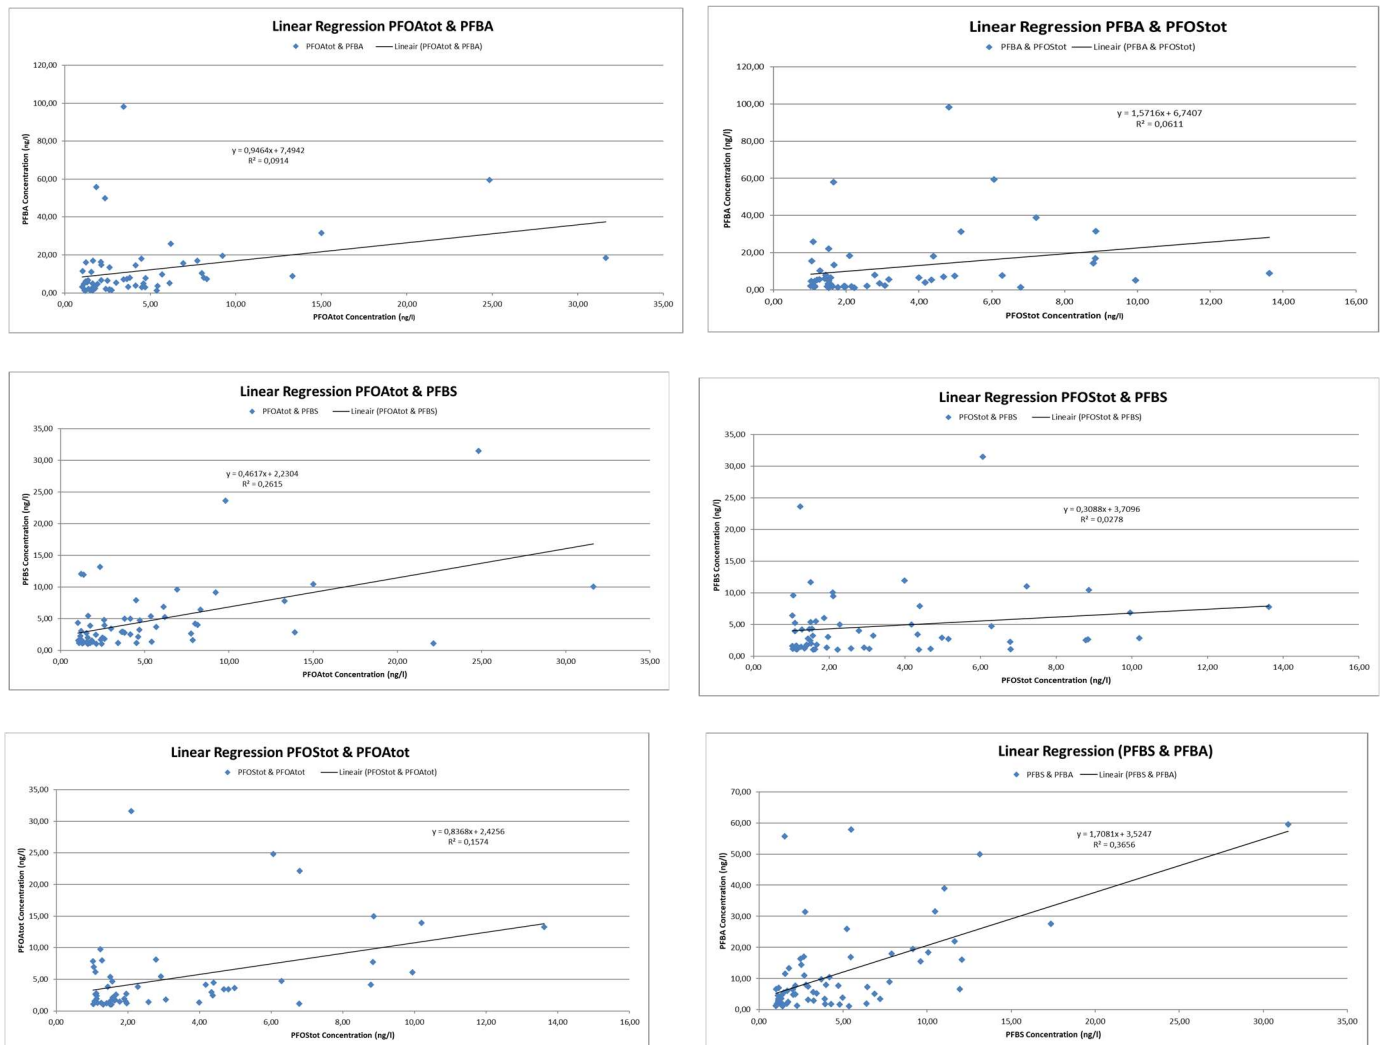 Linear Regression PFOAtot & PFBA
PFOAtot & PFBA Lineair (PFOAtot & PFBA)
120,00
100,00
80,00
60,00
40,00
20,00
0,00
PFBA Concentration (ng/l)
y = 0,9464x + 7,4942
R² = 0,0914
0,00 5,00 10,00 15,00 20,00 25,00 30,00 35,00
PFOAtot Concentration (ng/l)
Linear Regression PFBA & PFOStot
PFBA & PFOStot Lineair (PFBA & PFOStot)
120,00
100,00
80,00
60,00
40,00
20,00
0,00
PFBA Concentration (ng/l)
y = 1,5716x + 6,7407
R² = 0,0611
0,00 2,00 4,00 6,00 8,00 10,00 12,00 14,00 16,00
PFOStot Concentration (ng/l)
Linear Regression PFOAtot & PFBS
PFOAtot & PFBS Lineair (PFOAtot & PFBS)
35,00
30,00
25,00
20,00
15,00
10,00
5,00
0,00
PFBS Concentration (ng/l)
y = 0,4617x + 2,2304
R² = 0,2615
0,00 5,00 10,00 15,00 20,00 25,00 30,00 35,00
PFOAtot Concentration (ng/l)
Linear Regression PFOStot & PFBS
PFOStot & PFBS Lineair (PFOStot & PFBS)
35,00
30,00
25,00
20,00
15,00
10,00
5,00
0,00
PFBS Concentration (ng/l)
y = 0,3088x + 3,7096
R² = 0,0278
0,00 2,00 4,00 6,00 8,00 10,00 12,00 14,00 16,00
PFOStot Concentration (ng/l)
Linear Regression PFOStot & PFOAtot
PFOStot & PFOAtot Lineair (PFOStot & PFOAtot)
35,00
30,00
25,00
20,00
15,00
10,00
5,00
0,00
PFOAtot Concentration (ng/l)
y = 0,8368x + 2,4256
R² = 0,1574
0,00 2,00 4,00 6,00 8,00 10,00 12,00 14,00 16,00
PFOStot Concentration (ng/l)
Linear Regression (PFBS & PFBA)
PFBS & PFBA Lineair (PFBS & PFBA)
70,00
60,00
50,00
40,00
30,00
20,00
10,00
0,00
PFBA Concentration (ng/l)
y = 1,7081x + 3,5247
R² = 0,3656
0,00 5,00 10,00 15,00 20,00 25,00 30,00 35,00
PFBS Concentration (ng/l)